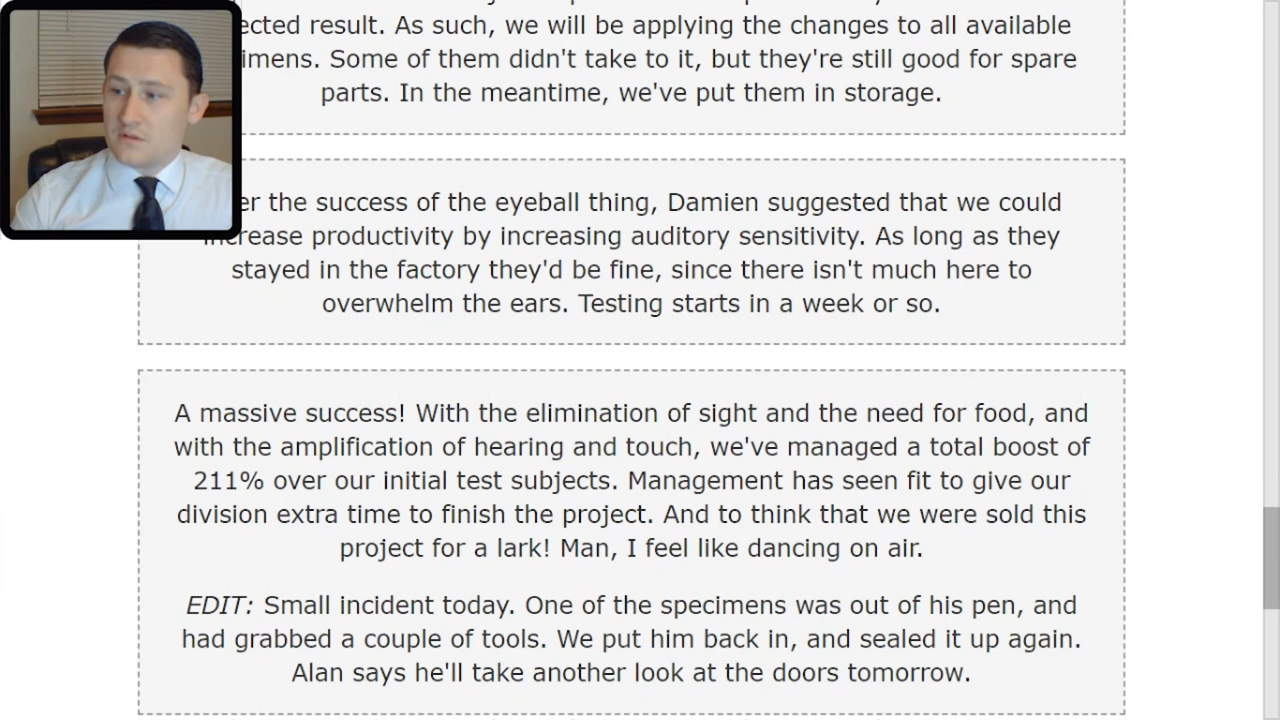 result. As such, we will be applying the changes to all available
Some of them didn't take to it, but they're still good for spare
parts. In the meantime, we've put them in storage.
the success of the eyeball thing, Damien suggested that we could
increase productivity by increasing auditory sensitivity. As long as they
stayed in the factory they'd be fine, since there isn't much here to
overwhelm the ears. Testing starts in a week or so.
A massive success! With the elimination of sight and the need for food, and
with the amplification of hearing and touch, we've managed a total boost of
211% over our initial test subjects. Management has seen fit to give our
division extra time to finish the project. And to think that we were sold this
project for a lark! Man, I feel like dancing on air.
EDIT: Small incident today. One of the specimens was out of his pen, and
had grabbed a couple of tools. We put him back in, and sealed it up again.
Alan says he'll take another look at the doors tomorrow.